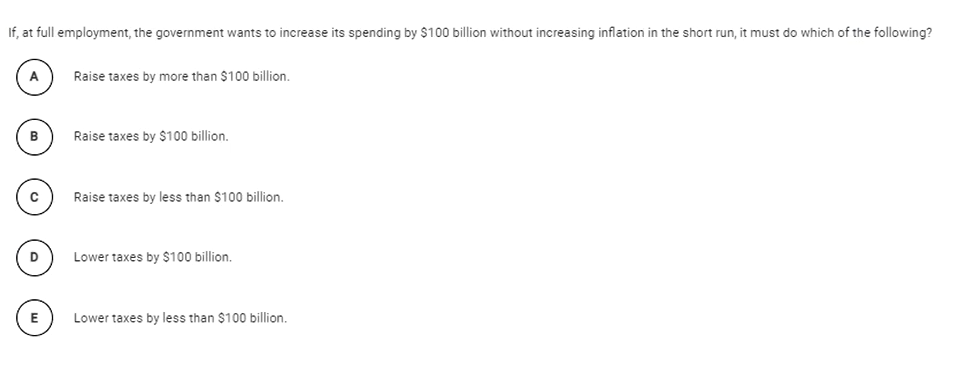 If, at full employment, the government wants to increase its spending by $100 billion without increasing inflation in the short run, it must do which of the following?
A Raise taxes by more than $100 billion.
B Raise taxes by $100 billion.
C Raise taxes by less than $100 billion.
D Lower taxes by $100 billion.
E Lower taxes by less than $100 billion.